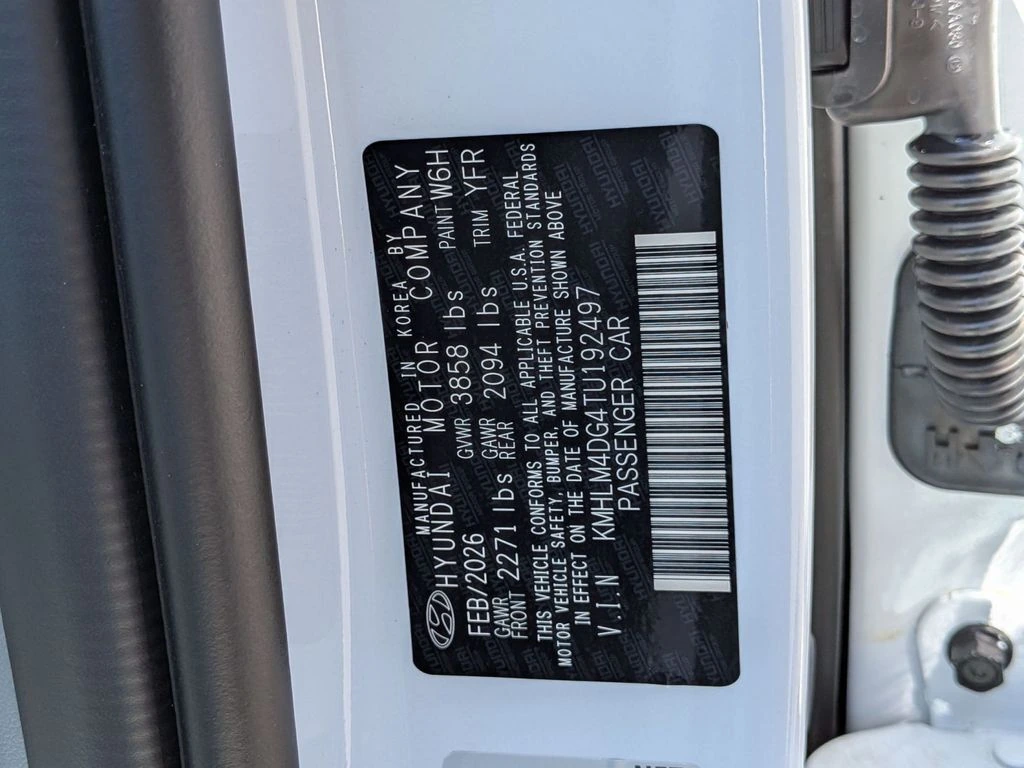 MANUFACTURED IN KOREA BY
HYUNDAI MOTOR COMPANY
FEB/2026 GVWR 3858 lbs PAINT W6H
GAWR FRONT 2271 lbs GAWR REAR 2094 lbs TRIM YFR
THIS VEHICLE CONFORMS TO ALL APPLICABLE U.S.A. FEDERAL
MOTOR VEHICLE SAFETY, BUMPER, AND THEFT PREVENTION STANDARDS
IN EFFECT ON THE DATE OF MANUFACTURE SHOWN ABOVE
V.I.N KMHLM4DG4TU192497
PASSENGER CAR